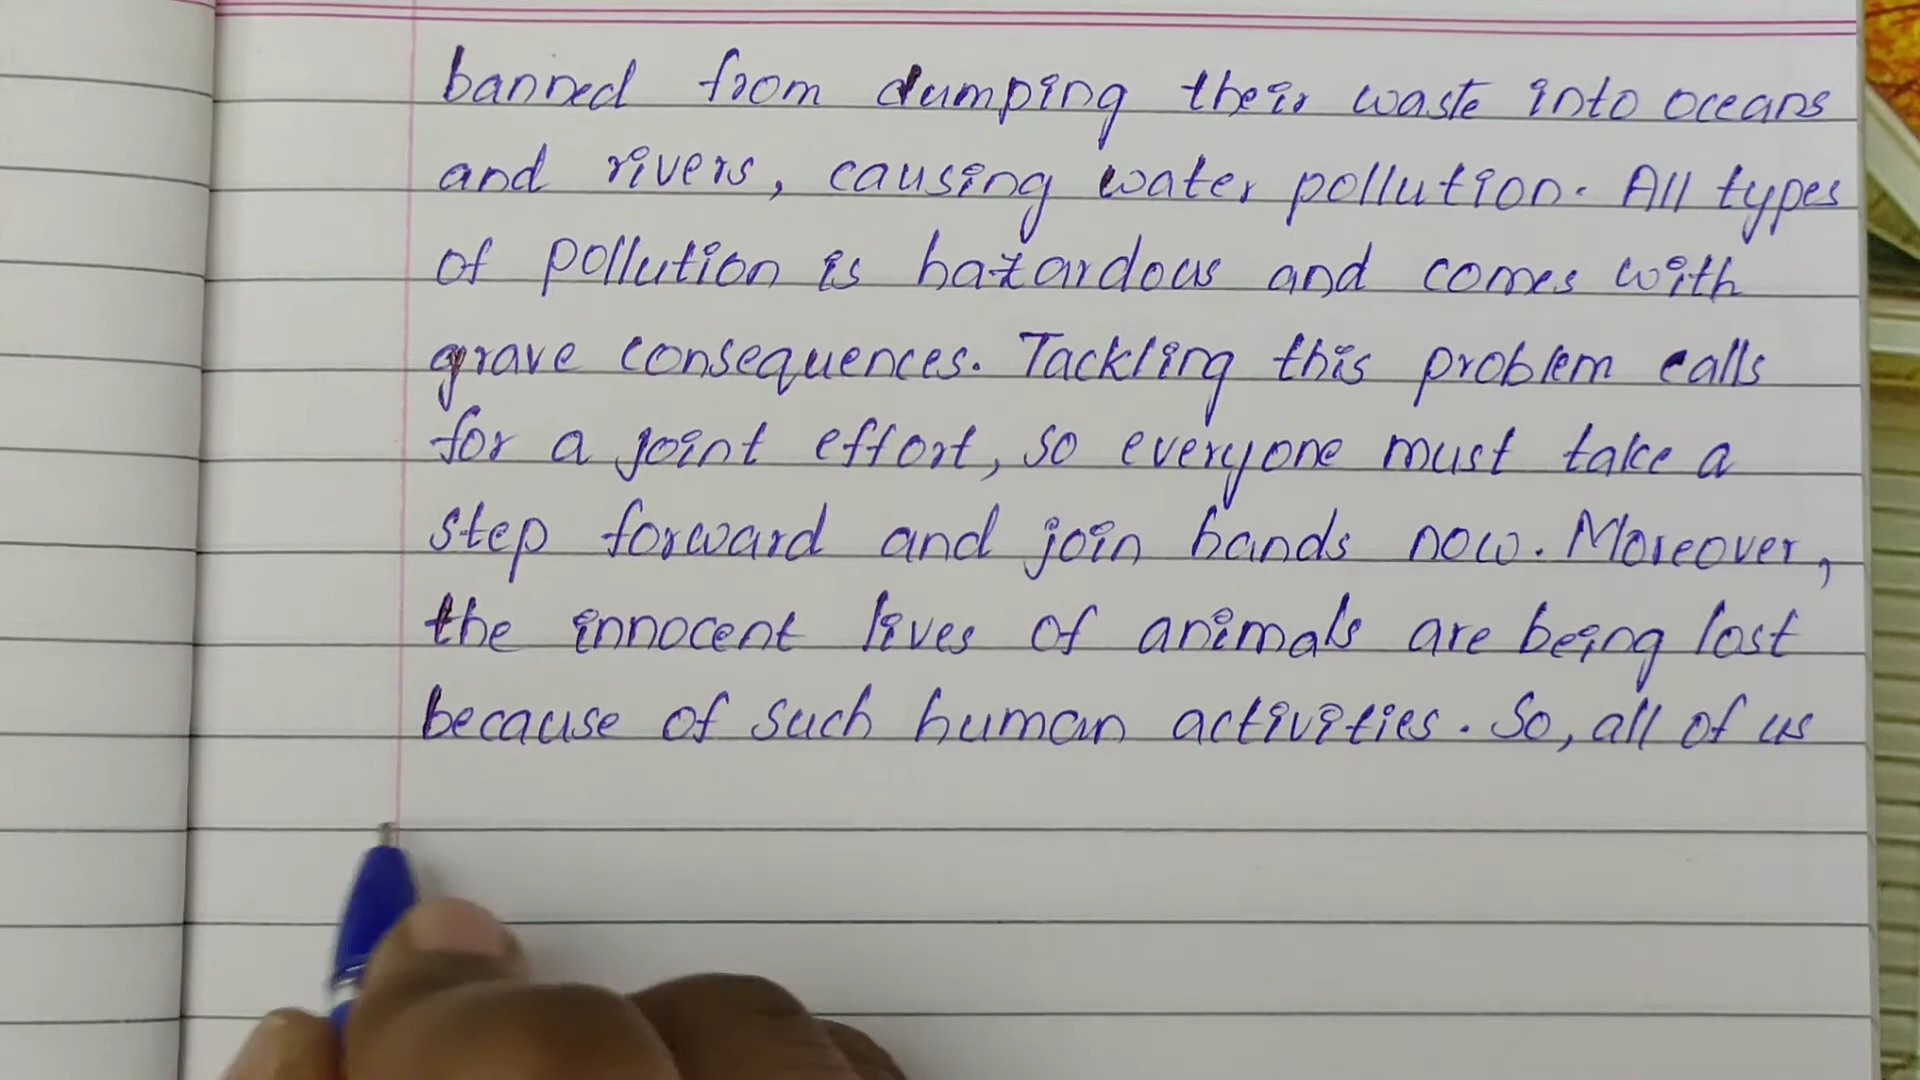 banned from dumping their waste into oceans
and rivers, causing water pollution. All types
of pollution is hazardous and comes with
grave consequences. Tackling this problem calls
for a joint effort, so everyone must take a
step forward and join hands now. Moreover,
the innocent lives of animals are being lost
because of such human activities. So, all of us